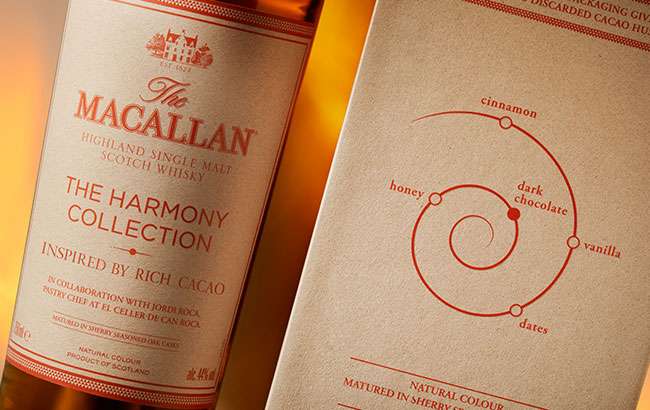 EST. 1824
The
MACALLAN
HIGHLAND SINGLE MALT
SCOTCH WHISKY
THE HARMONY
COLLECTION
INSPIRED BY RICH CACAO
IN COLLABORATION WITH JORDI ROCA,
PASTRY CHEF AT EL CELLER DE CAN ROCA.
MATURED IN SHERRY SEASONED OAK CASKS
NATURAL COLOUR
PRODUCT OF SCOTLAND
alc. 44% vol.
PACKAGING GIV
DISCARDED CACAO HU
cinnamon
honey
dark
chocolate
vanilla
dates
NATURAL COLOUR
MATURED IN SHERRY SEASONED